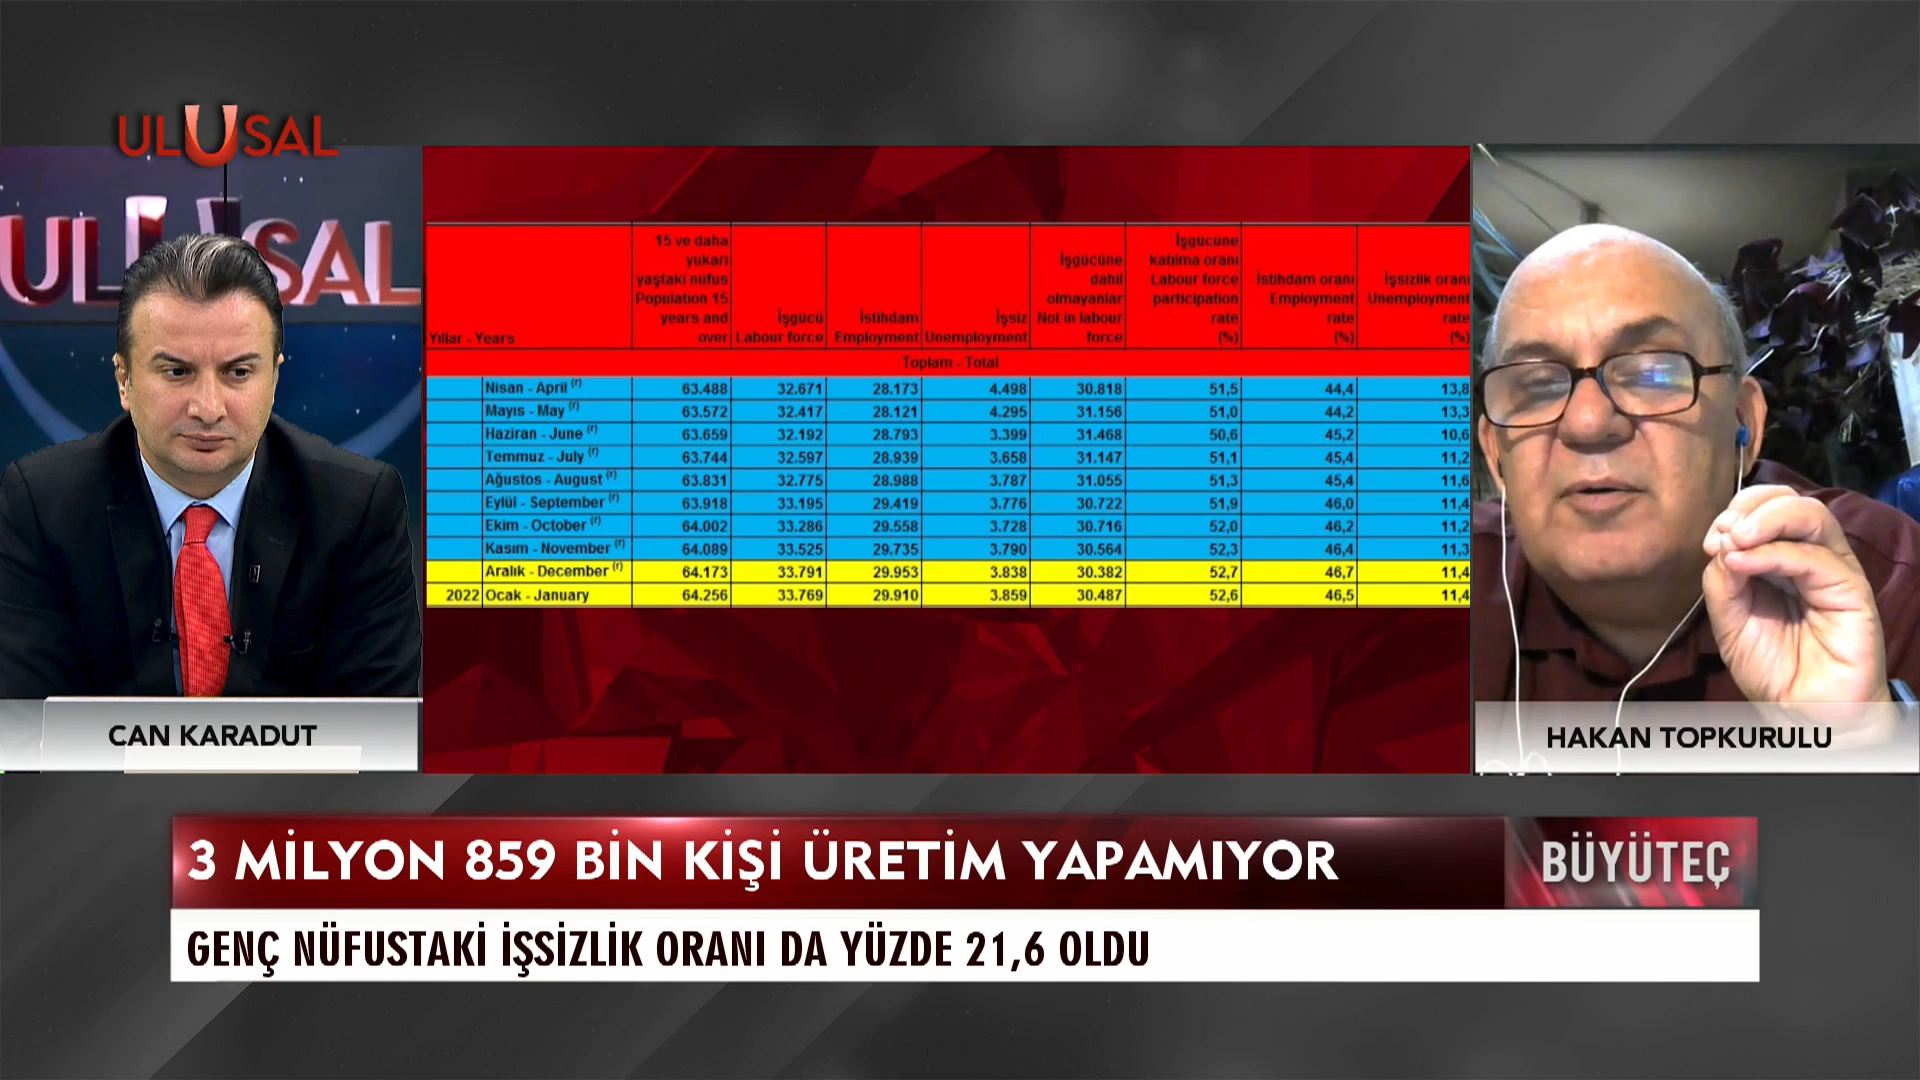 ULUSAL
ULUSAL
15 ve daha
yukarı
yaştaki nüfus
Population 15
years and
over
İşgücü
Labour force
İstihdam
Employment
İşsiz
Unemployment
İşgücüne
dahil
olmayanlar
Not in labour
force
İşgücüne
katılma oranı
Labour force
participation
rate
(%)
İstihdam oranı
Employment
rate
(%)
İşsizlik oranı
Unemployment
rate
(%)
Yıllar - Years
Toplam - Total
Nisan - April (r) 63.488 32.671 28.173 4.498 30.818 51,5 44,4 13,8
Mayıs - May (r) 63.572 32.417 28.121 4.295 31.156 51,0 44,2 13,3
Haziran - June (r) 63.659 32.192 28.793 3.399 31.468 50,6 45,2 10,6
Temmuz - July (r) 63.744 32.597 28.939 3.658 31.147 51,1 45,4 11,2
Ağustos - August (r) 63.831 32.775 28.988 3.787 31.055 51,3 45,4 11,6
Eylül - September (r) 63.918 33.195 29.419 3.776 30.722 51,9 46,0 11,4
Ekim - October (r) 64.002 33.286 29.558 3.728 30.716 52,0 46,2 11,2
Kasım - November (r) 64.089 33.525 29.735 3.790 30.564 52,3 46,4 11,3
Aralık - December (r) 64.173 33.791 29.953 3.838 30.382 52,7 46,7 11,4
2022 Ocak - January 64.256 33.769 29.910 3.859 30.487 52,6 46,5 11,4
CAN KARADUT
HAKAN TOPKURULU
3 MİLYON 859 BİN KİŞİ ÜRETİM YAPAMIYOR
BÜYÜTEÇ
GENÇ NÜFUSTAKİ İŞSİZLİK ORANI DA YÜZDE 21,6 OLDU